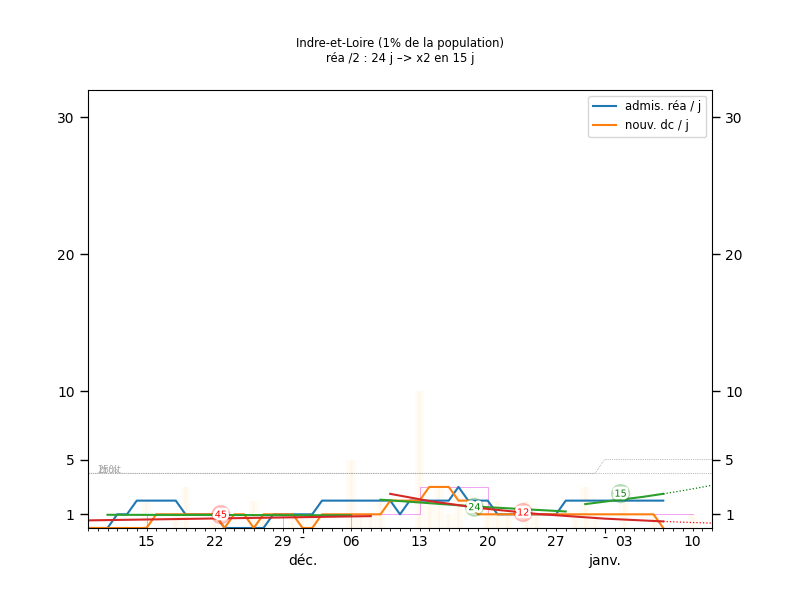 Indre-et-Loire (1% de la population)
réa /2 : 24 j –> x2 en 15 j
admis. réa / j
nouv. dc / j
30 30
20 20
10 10
5 5
1 1
45 24 12 15
15 22 29 - 06 13 20 27 - 03 10
déc. janv.